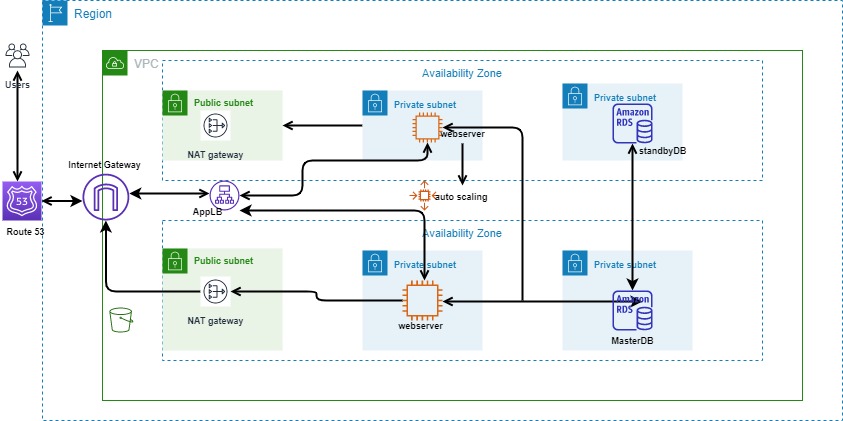 Region
Users
VPC
Availability Zone
Public subnet
Private subnet
Private subnet
Amazon
RDS
webserver
NAT gateway
standbyDB
Internet Gateway
53
auto scaling
AppLB
Route 53
Availability Zone
Public subnet
Private subnet
Private subnet
Amazon
RDS
NAT gateway
webserver
MasterDB